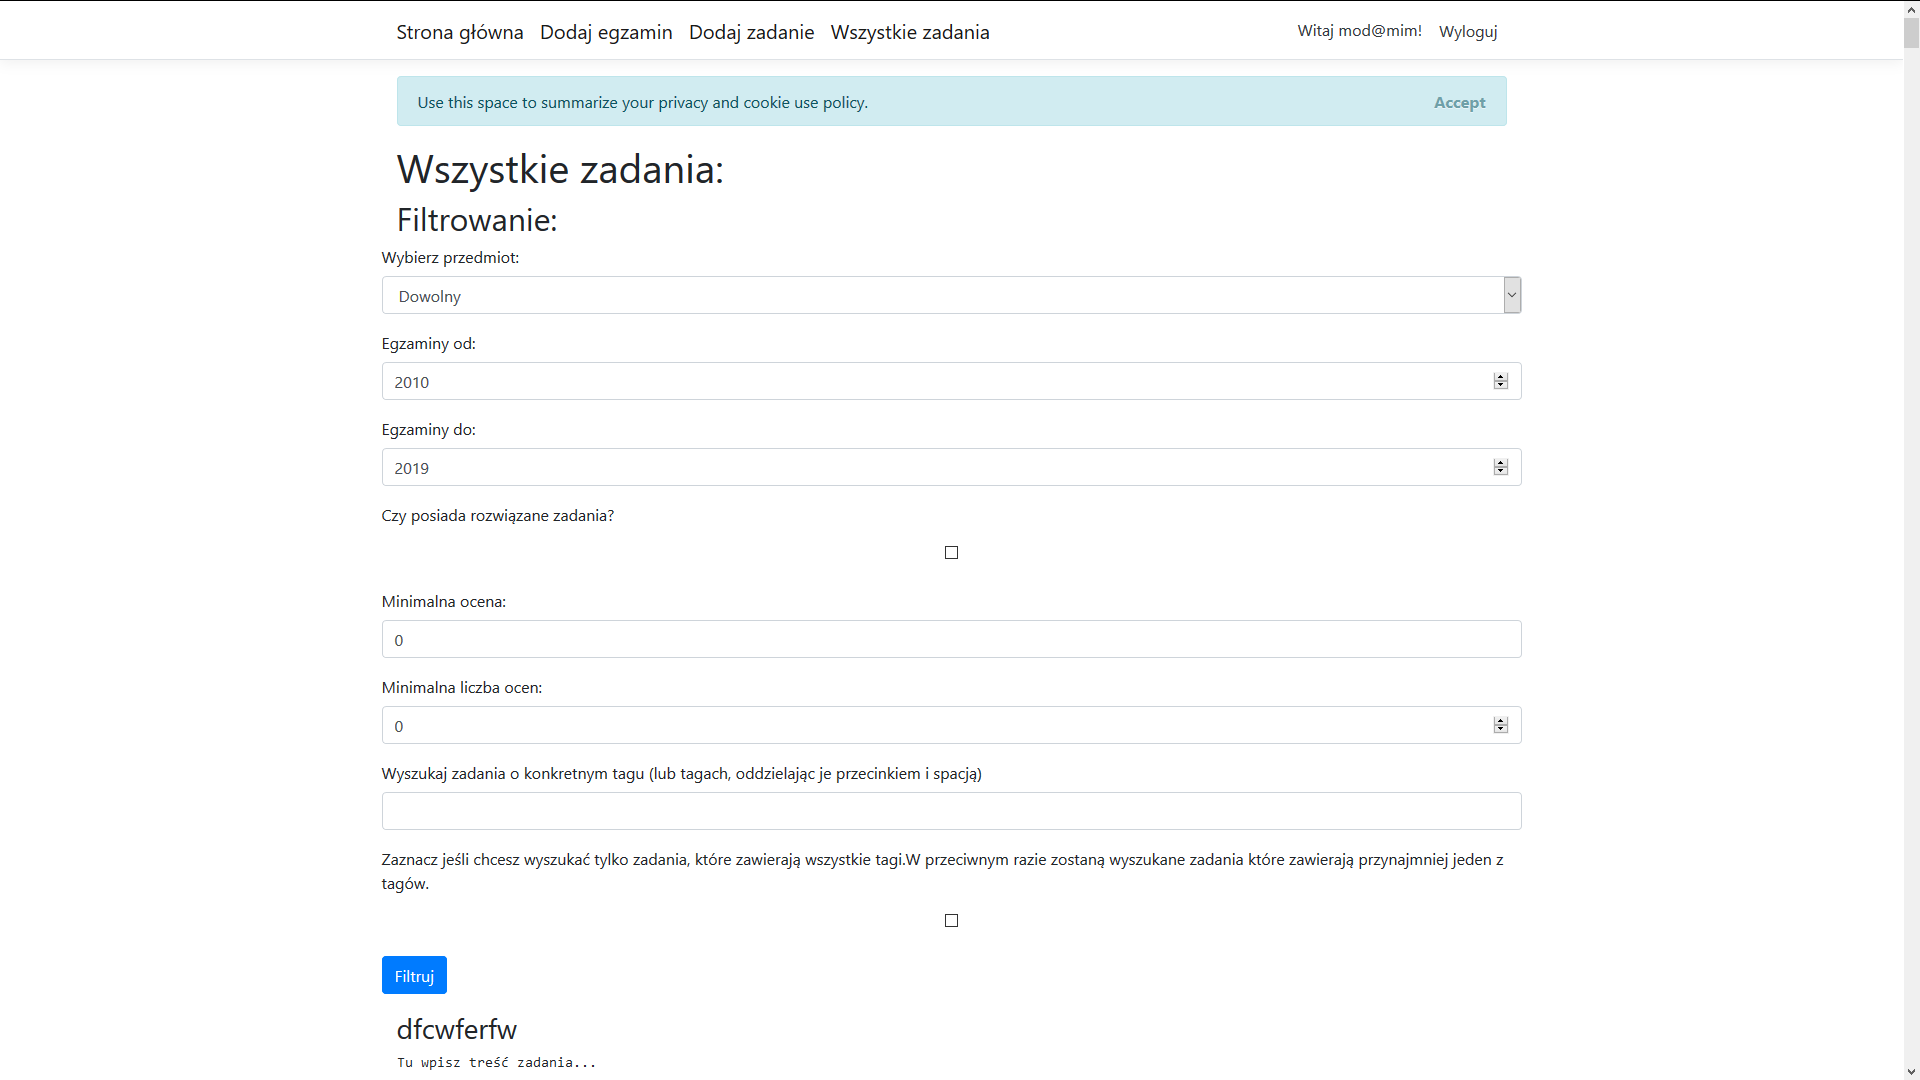 Strona główna Dodaj egzamin Dodaj zadanie Wszystkie zadania Witaj mod@mim! Wyloguj
Use this space to summarize your privacy and cookie use policy. Accept
Wszystkie zadania:
Filtrowanie:
Wybierz przedmiot:
Dowolny
Egzaminy od:
2010
Egzaminy do:
2019
Czy posiada rozwiązane zadania?
Minimalna ocena:
0
Minimalna liczba ocen:
0
Wyszukaj zadania o konkretnym tagu (lub tagach, oddzielając je przecinkiem i spacją)
Zaznacz jeśli chcesz wyszukać tylko zadania, które zawierają wszystkie tagi.W przeciwnym razie zostaną wyszukane zadania które zawierają przynajmniej jeden z
tagów.
Filtruj
dfcwferfw
Tu wpisz treść zadania...